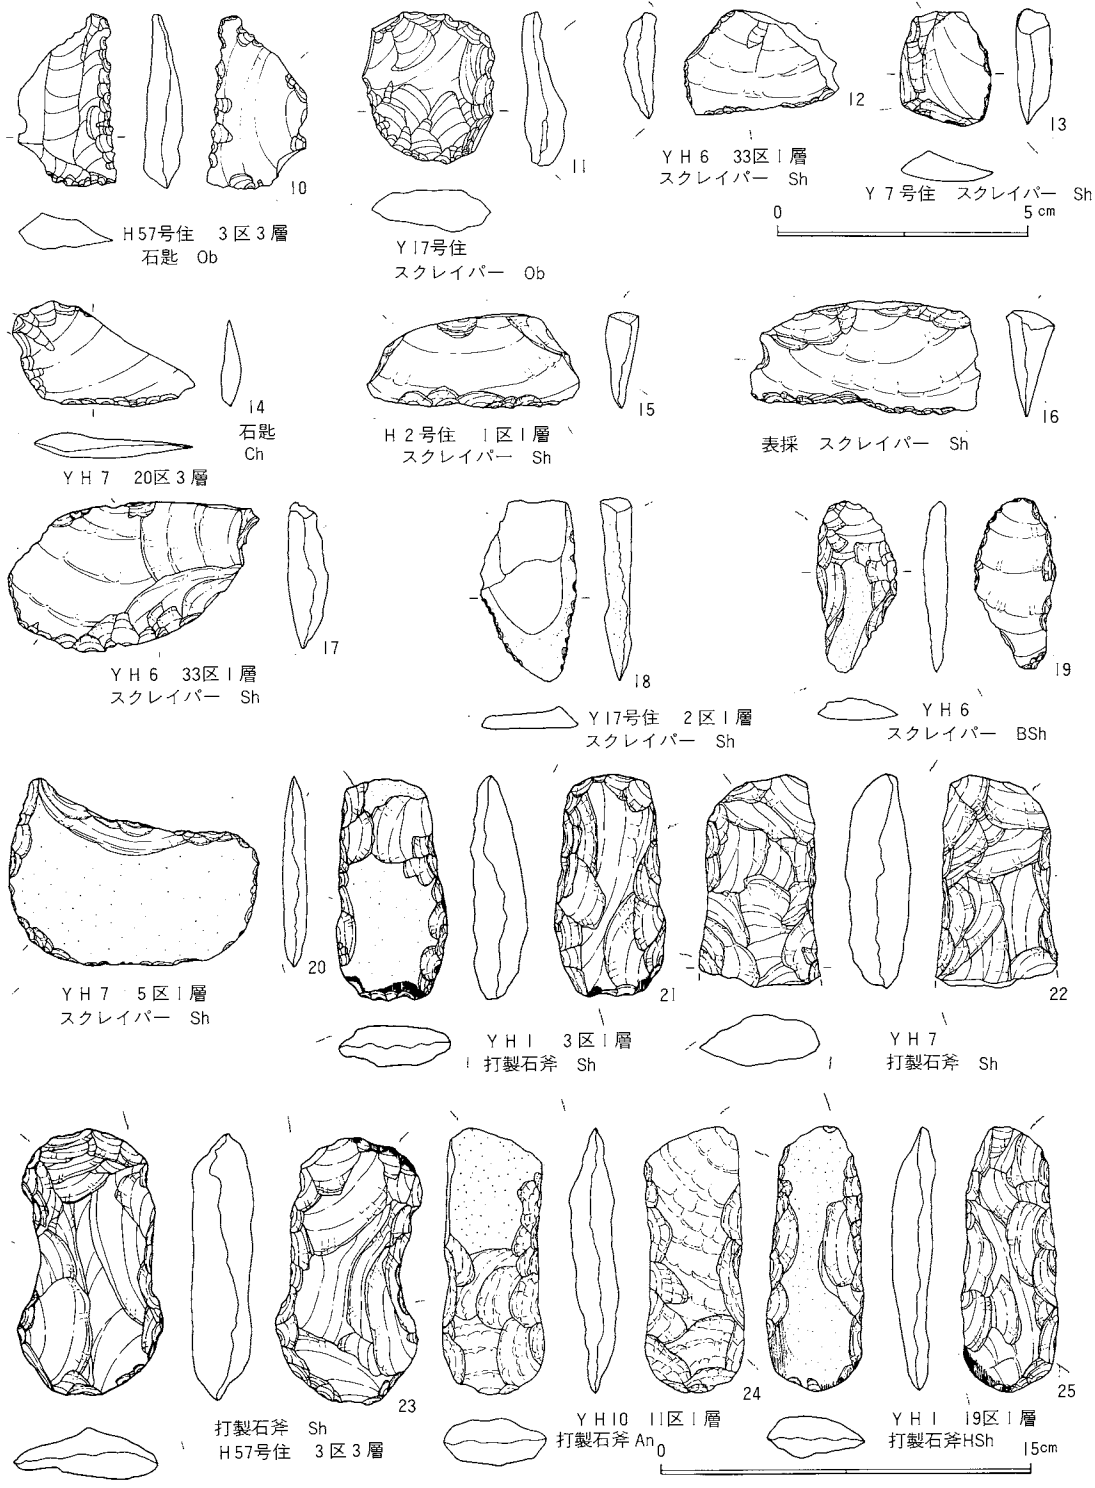 10
H57号住 3区3層
石匙 Ob
11
Y17号住
スクレイパー Ob
12
YH6 33区1層
スクレイパー Sh
13
Y7号住 スクレイパー Sh
0 5cm
14
石匙
Ch
YH7 20区3層
15
H2号住 1区1層
スクレイパー Sh
16
表採 スクレイパー Sh
17
YH6 33区1層
スクレイパー Sh
18
Y17号住 2区1層
スクレイパー Sh
19
YH6
スクレイパー BSh
20
YH7 5区1層
スクレイパー Sh
21
YH1 3区1層
打製石斧 Sh
22
YH7
打製石斧 Sh
23
打製石斧 Sh
H57号住 3区3層
24
YH10 11区1層
打製石斧 An
25
YH1 19区1層
打製石斧HSh
0 15cm